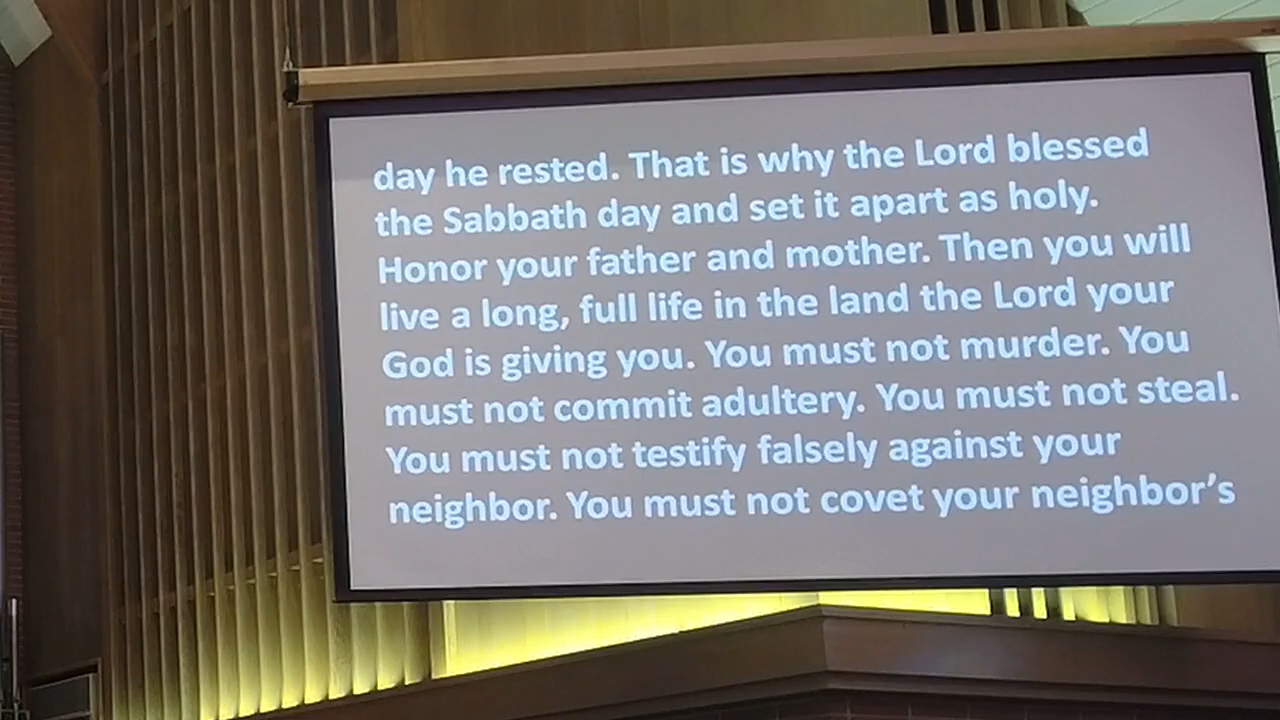 day he rested. That is why the Lord blessed
the Sabbath day and set it apart as holy.
Honor your father and mother. Then you will
live a long, full life in the land the Lord your
God is giving you. You must not murder. You
must not commit adultery. You must not steal.
You must not testify falsely against your
neighbor. You must not covet your neighbor’s